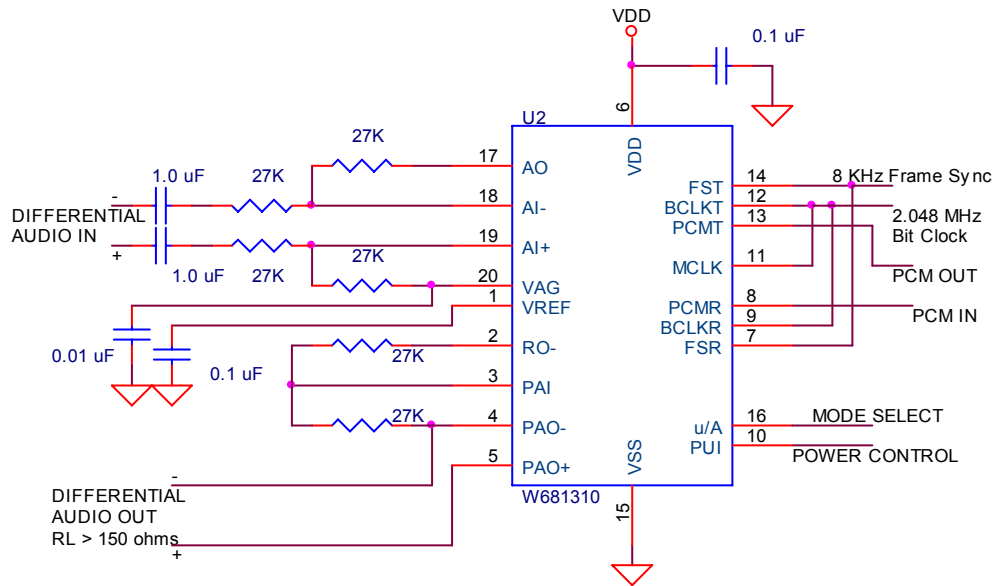 VDD
0.1 uF
U2
6
VDD
27K
17
AO
1.0 uF
27K
-
18
AI-
DIFFERENTIAL
AUDIO IN
+
19
AI+
1.0 uF
27K
27K
20
VAG
1
VREF
0.01 uF
0.1 uF
2
RO-
27K
3
PAI
27K
4
PAO-
5
PAO+
-
DIFFERENTIAL
AUDIO OUT
RL > 150 ohms
+
14
FST
8 KHz Frame Sync
12
BCLKT
2.048 MHz
Bit Clock
13
PCMT
11
MCLK
PCM OUT
8
PCMR
PCM IN
9
BCLKR
7
FSR
16
u/A
MODE SELECT
10
PUI
POWER CONTROL
VSS
15
W681310